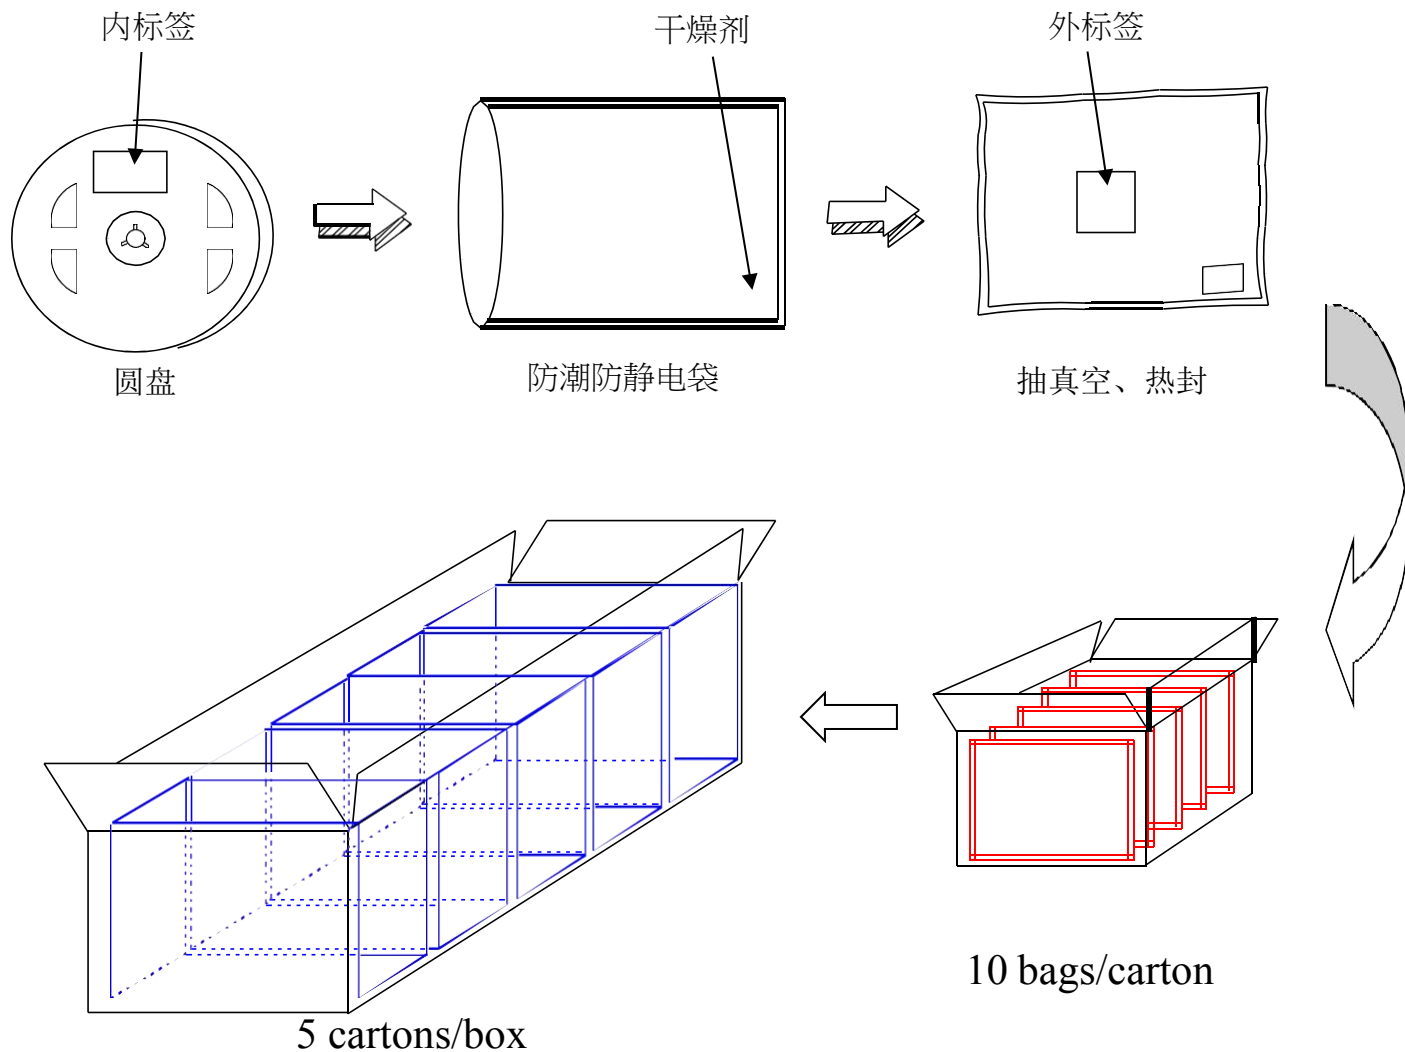 内标签
干燥剂
外标签
圆盘
防潮防静电袋
抽真空、热封
10 bags/carton
5 cartons/box